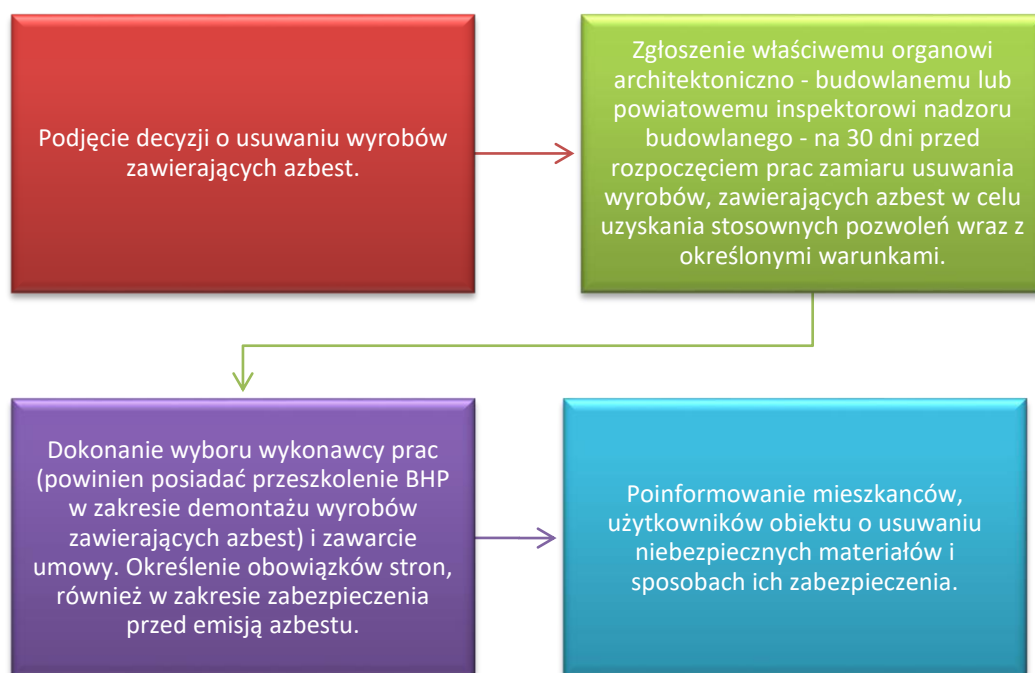 Podjęcie decyzji o usuwaniu wyrobów
zawierających azbest.
Zgłoszenie właściwemu organowi
architektoniczno - budowlanemu lub
powiatowemu inspektorowi nadzoru
budowlanego - na 30 dni przed
rozpoczęciem prac zamiaru usuwania
wyrobów, zawierających azbest w celu
uzyskania stosownych pozwoleń wraz z
określonymi warunkami.
Dokonanie wyboru wykonawcy prac
(powinien posiadać przeszkolenie BHP
w zakresie demontażu wyrobów
zawierających azbest) i zawarcie
umowy. Określenie obowiązków stron,
również w zakresie zabezpieczenia
przed emisją azbestu.
Poinformowanie mieszkanców,
użytkowników obiektu o usuwaniu
niebezpiecznych materiałów i
sposobach ich zabezpieczenia.